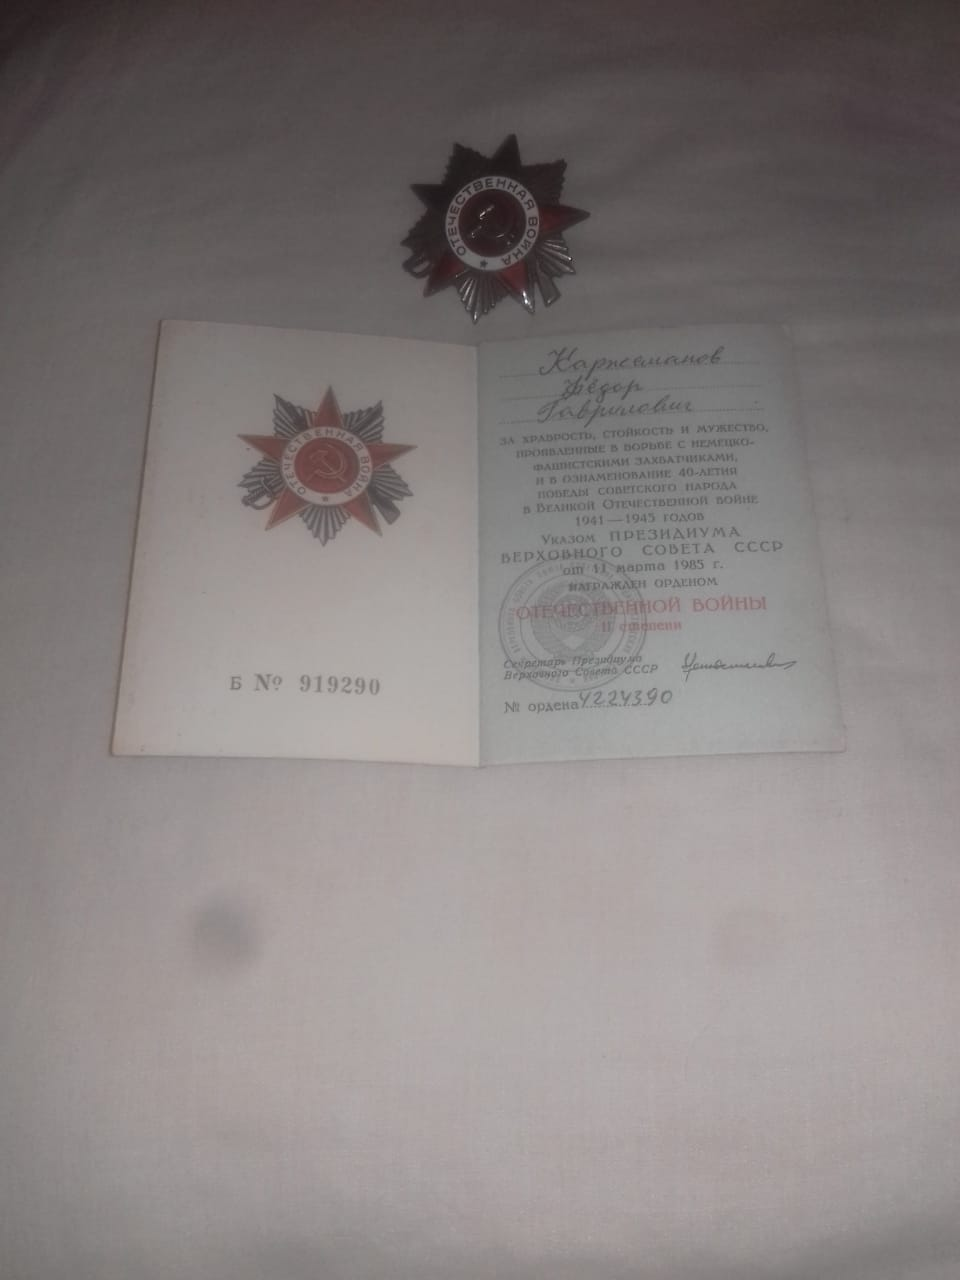 ОТЕЧЕСТВЕННАЯ ВОЙНА
ОТЕЧЕСТВЕННАЯ ВОЙНА
Б № 919290
Каржеманов
Фёдор
Гаврилович
ЗА ХРАБРОСТЬ, СТОЙКОСТЬ И МУЖЕСТВО,
ПРОЯВЛЕННЫЕ В БОРЬБЕ С НЕМЕЦКО-
ФАШИСТСКИМИ ЗАХВАТЧИКАМИ,
И В ОЗНАМЕНОВАНИЕ 40-ЛЕТИЯ
ПОБЕДЫ СОВЕТСКОГО НАРОДА
В ВЕЛИКОЙ ОТЕЧЕСТВЕННОЙ ВОЙНЕ
1941—1945 ГОДОВ
УКАЗОМ ПРЕЗИДИУМА
ВЕРХОВНОГО СОВЕТА СССР
от 11 марта 1985 г.
НАГРАЖДЕН ОРДЕНОМ
ОТЕЧЕСТВЕННОЙ ВОЙНЫ
II степени
Секретарь Президиума
Верховного Совета СССР
№ ордена 4224390